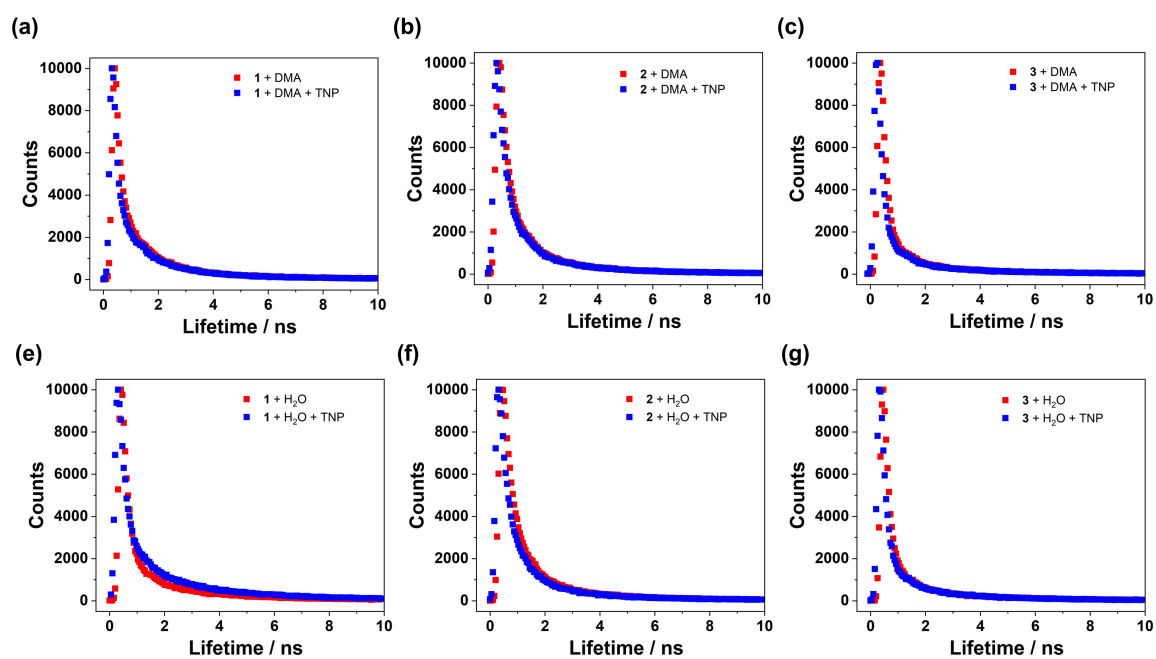 (a)
10000
8000
6000
4000
2000
0
Counts
1 + DMA
1 + DMA + TNP
0 2 4 6 8 10
Lifetime / ns
(b)
10000
8000
6000
4000
2000
0
Counts
2 + DMA
2 + DMA + TNP
0 2 4 6 8 10
Lifetime / ns
(c)
10000
8000
6000
4000
2000
0
Counts
3 + DMA
3 + DMA + TNP
0 2 4 6 8 10
Lifetime / ns
(e)
10000
8000
6000
4000
2000
0
Counts
1 + H₂O
1 + H₂O + TNP
0 2 4 6 8 10
Lifetime / ns
(f)
10000
8000
6000
4000
2000
0
Counts
2 + H₂O
2 + H₂O + TNP
0 2 4 6 8 10
Lifetime / ns
(g)
10000
8000
6000
4000
2000
0
Counts
3 + H₂O
3 + H₂O + TNP
0 2 4 6 8 10
Lifetime / ns